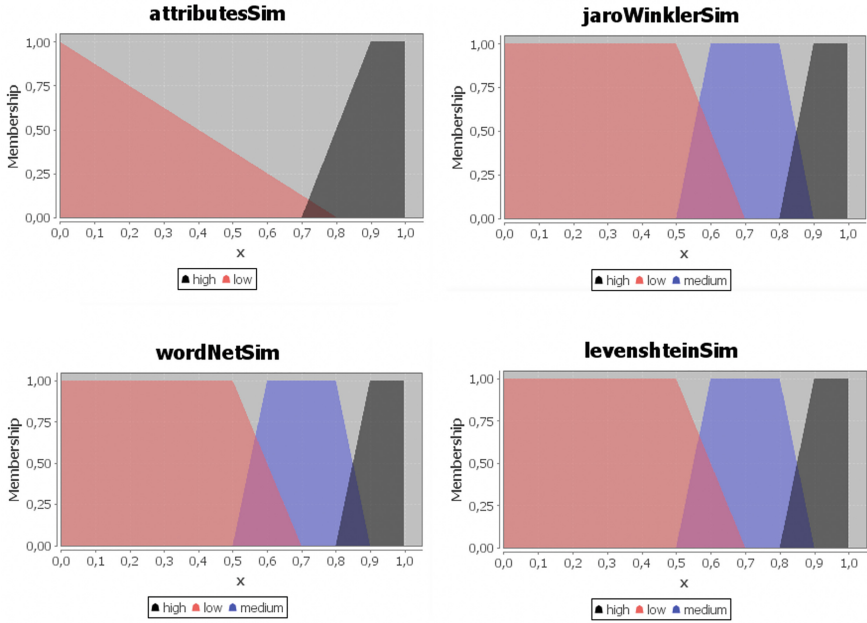 attributesSim
Membership
1,00
0,75
0,50
0,25
0,00
0,0 0,1 0,2 0,3 0,4 0,5 0,6 0,7 0,8 0,9 1,0
x
high low
jaroWinklerSim
Membership
1,00
0,75
0,50
0,25
0,00
0,0 0,1 0,2 0,3 0,4 0,5 0,6 0,7 0,8 0,9 1,0
x
high low medium
wordNetSim
Membership
1,00
0,75
0,50
0,25
0,00
0,0 0,1 0,2 0,3 0,4 0,5 0,6 0,7 0,8 0,9 1,0
x
high low medium
levenshteinSim
Membership
1,00
0,75
0,50
0,25
0,00
0,0 0,1 0,2 0,3 0,4 0,5 0,6 0,7 0,8 0,9 1,0
x
high low medium